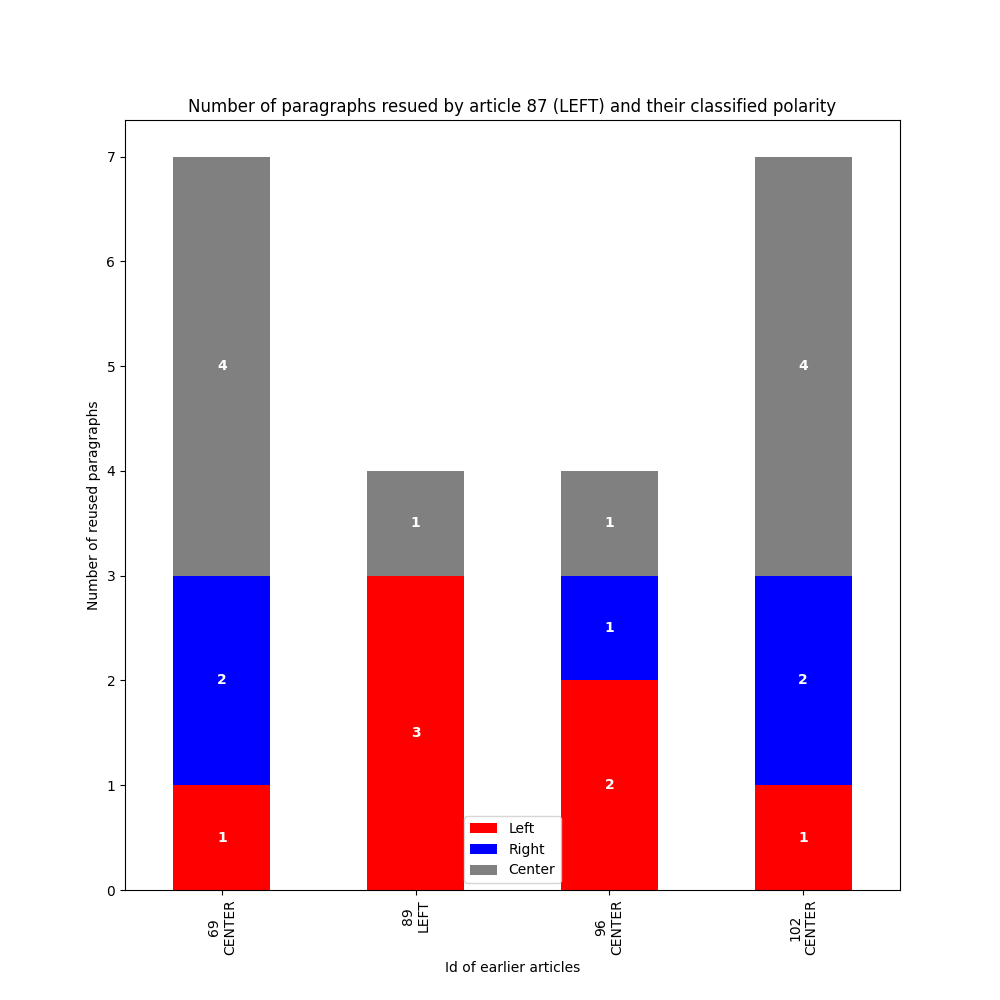 Number of paragraphs resued by article 87 (LEFT) and their classified polarity
Number of reused paragraphs
7
6
5
4
3
2
1
0
4
2
1
1
3
1
1
2
4
2
1
Left
Right
Center
69
CENTER
89
LEFT
96
CENTER
102
CENTER
Id of earlier articles